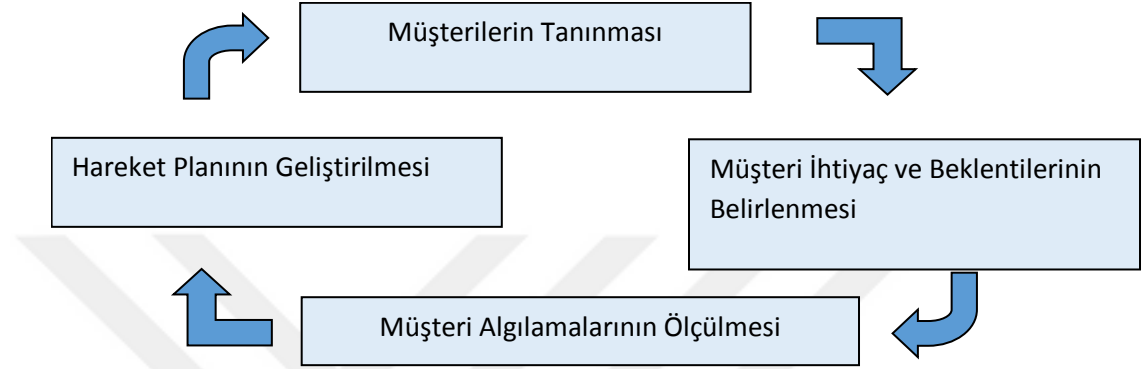 Müşterilerin Tanınması
Hareket Planının Geliştirilmesi
Müşteri İhtiyaç ve Beklentilerinin
Belirlenmesi
Müşteri Algılamalarının Ölçülmesi